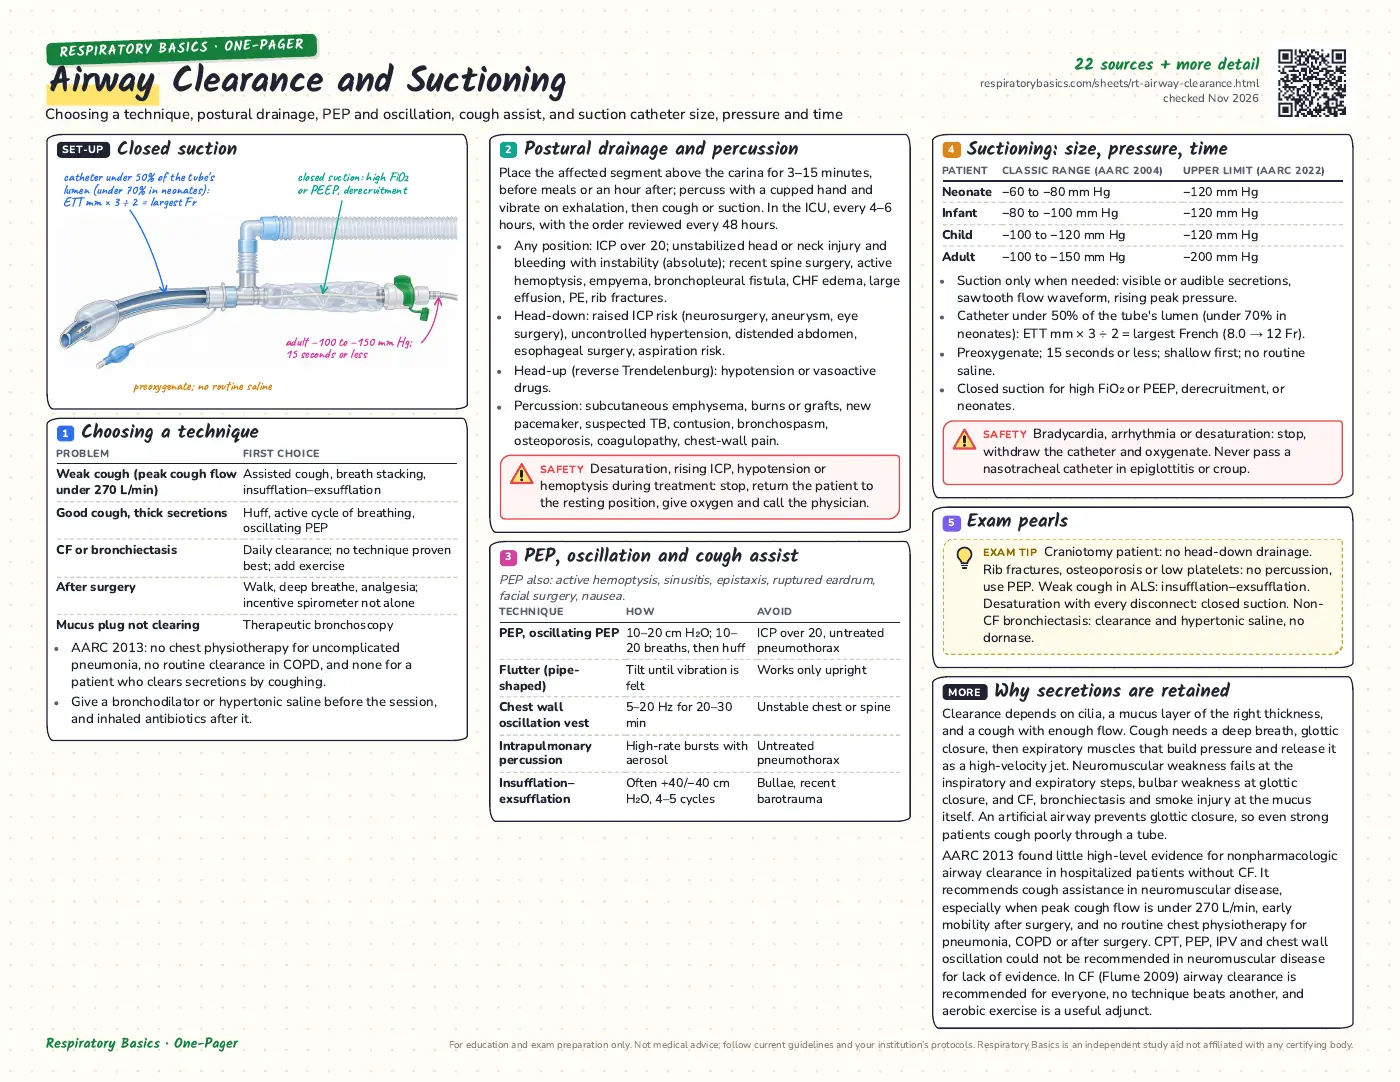 RESPIRATORY BASICS · ONE-PAGER
Airway Clearance and Suctioning
Choosing a technique, postural drainage, PEP and oscillation, cough assist, and suction catheter size, pressure and time
22 sources + more detail
respiratorybasics.com/sheets/rt-airway-clearance.html
checked Nov 2026
SET-UP Closed suction
catheter under 50% of the tube's
lumen (under 70% in neonates):
ETT mm × 3 ÷ 2 = largest Fr
closed suction: high FiO₂
or PEEP, derecruitment
adult −100 to −150 mm Hg;
15 seconds or less
preoxygenate; no routine saline
1 Choosing a technique
PROBLEM FIRST CHOICE
Weak cough (peak cough flow Assisted cough, breath stacking,
under 270 L/min) insufflation–exsufflation
Good cough, thick secretions Huff, active cycle of breathing,
oscillating PEP
CF or bronchiectasis Daily clearance; no technique proven
best; add exercise
After surgery Walk, deep breathe, analgesia;
incentive spirometer not alone
Mucus plug not clearing Therapeutic bronchoscopy
• AARC 2013: no chest physiotherapy for uncomplicated
pneumonia, no routine clearance in COPD, and none for a
patient who clears secretions by coughing.
• Give a bronchodilator or hypertonic saline before the session,
and inhaled antibiotics after it.
2 Postural drainage and percussion
Place the affected segment above the carina for 3–15 minutes,
before meals or an hour after; percuss with a cupped hand and
vibrate on exhalation, then cough or suction. In the ICU, every 4–6
hours, with the order reviewed every 48 hours.
• Any position: ICP over 20; unstabilized head or neck injury and
bleeding with instability (absolute); recent spine surgery, active
hemoptysis, empyema, bronchopleural fistula, CHF edema, large
effusion, PE, rib fractures.
• Head-down: raised ICP risk (neurosurgery, aneurysm, eye
surgery), uncontrolled hypertension, distended abdomen,
esophageal surgery, aspiration risk.
• Head-up (reverse Trendelenburg): hypotension or vasoactive
drugs.
• Percussion: subcutaneous emphysema, burns or grafts, new
pacemaker, suspected TB, contusion, bronchospasm,
osteoporosis, coagulopathy, chest-wall pain.
SAFETY Desaturation, rising ICP, hypotension or
hemoptysis during treatment: stop, return the patient to
the resting position, give oxygen and call the physician.
3 PEP, oscillation and cough assist
PEP also: active hemoptysis, sinusitis, epistaxis, ruptured eardrum,
facial surgery, nausea.
TECHNIQUE HOW AVOID
PEP, oscillating PEP 10–20 cm H₂O; 10– ICP over 20, untreated
20 breaths, then huff pneumothorax
Flutter (pipe- Tilt until vibration is Works only upright
shaped) felt
Chest wall 5–20 Hz for 20–30 Unstable chest or spine
oscillation vest min
Intrapulmonary High-rate bursts with Untreated
percussion aerosol pneumothorax
Insufflation– Often +40/−40 cm Bullae, recent
exsufflation H₂O, 4–5 cycles barotrauma
4 Suctioning: size, pressure, time
PATIENT CLASSIC RANGE (AARC 2004) UPPER LIMIT (AARC 2022)
Neonate −60 to −80 mm Hg −120 mm Hg
Infant −80 to −100 mm Hg −120 mm Hg
Child −100 to −120 mm Hg −120 mm Hg
Adult −100 to −150 mm Hg −200 mm Hg
• Suction only when needed: visible or audible secretions,
sawtooth flow waveform, rising peak pressure.
• Catheter under 50% of the tube's lumen (under 70% in
neonates): ETT mm × 3 ÷ 2 = largest French (8.0 → 12 Fr).
• Preoxygenate; 15 seconds or less; shallow first; no routine
saline.
• Closed suction for high FiO₂ or PEEP, derecruitment, or
neonates.
SAFETY Bradycardia, arrhythmia or desaturation: stop,
withdraw the catheter and oxygenate. Never pass a
nasotracheal catheter in epiglottitis or croup.
5 Exam pearls
EXAM TIP Craniotomy patient: no head-down drainage.
Rib fractures, osteoporosis or low platelets: no percussion,
use PEP. Weak cough in ALS: insufflation–exsufflation.
Desaturation with every disconnect: closed suction. Non-
CF bronchiectasis: clearance and hypertonic saline, no
dornase.
MORE Why secretions are retained
Clearance depends on cilia, a mucus layer of the right thickness,
and a cough with enough flow. Cough needs a deep breath, glottic
closure, then expiratory muscles that build pressure and release it
as a high-velocity jet. Neuromuscular weakness fails at the
inspiratory and expiratory steps, bulbar weakness at glottic
closure, and CF, bronchiectasis and smoke injury at the mucus
itself. An artificial airway prevents glottic closure, so even strong
patients cough poorly through a tube.
AARC 2013 found little high-level evidence for nonpharmacologic
airway clearance in hospitalized patients without CF. It
recommends cough assistance in neuromuscular disease,
especially when peak cough flow is under 270 L/min, early
mobility after surgery, and no routine chest physiotherapy for
pneumonia, COPD or after surgery. CPT, PEP, IPV and chest wall
oscillation could not be recommended in neuromuscular disease
for lack of evidence. In CF (Flume 2009) airway clearance is
recommended for everyone, no technique beats another, and
aerobic exercise is a useful adjunct.
Respiratory Basics · One-Pager
For education and exam preparation only. Not medical advice; follow current guidelines and your institution's protocols. Respiratory Basics is an independent study aid not affiliated with any certifying body.